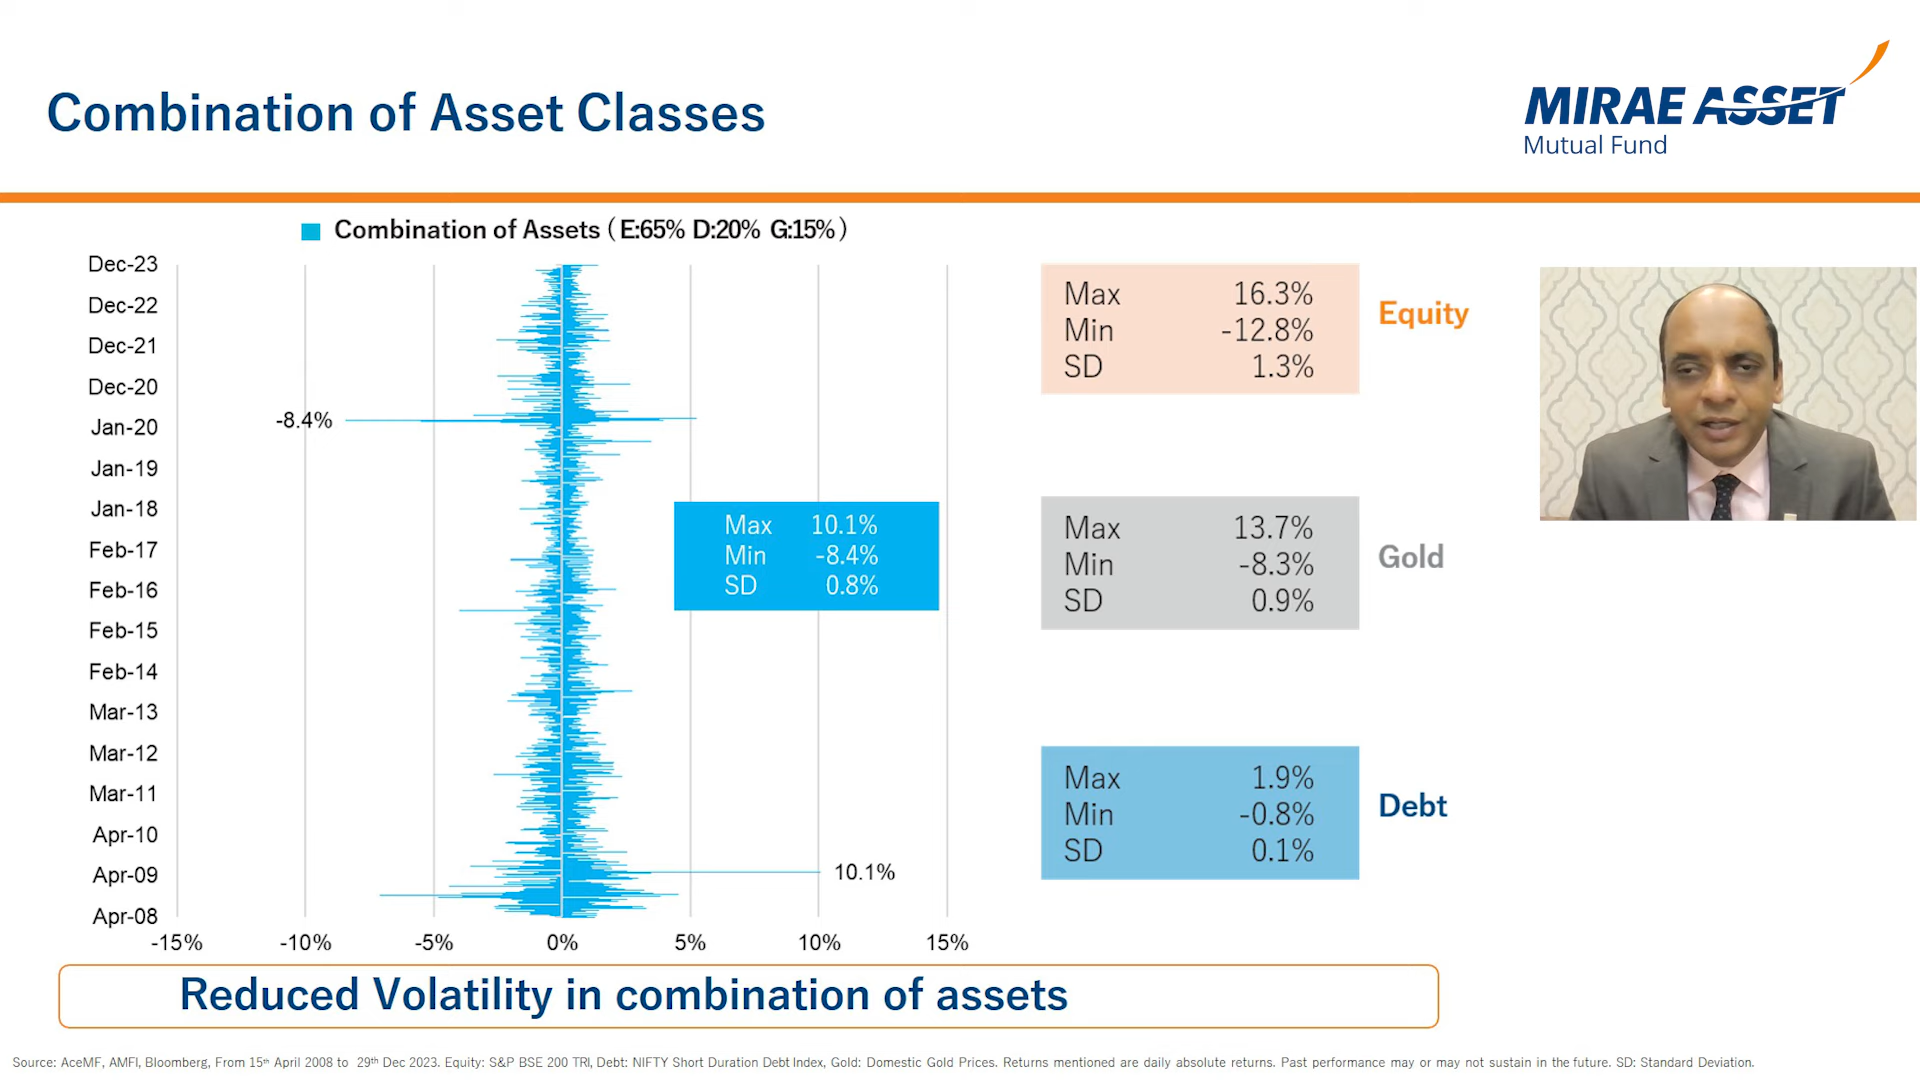 Combination of Asset Classes
MIRAE ASSET
Mutual Fund
Combination of Assets (E:65% D:20% G:15%)
Dec-23
Dec-22
Dec-21
Dec-20
Jan-20
Jan-19
Jan-18
Feb-17
Feb-16
Feb-15
Feb-14
Mar-13
Mar-12
Mar-11
Apr-10
Apr-09
Apr-08
-8.4%
10.1%
-15% -10% -5% 0% 5% 10% 15%
Max 10.1%
Min -8.4%
SD 0.8%
Max 16.3%
Min -12.8%
SD 1.3%
Equity
Max 13.7%
Min -8.3%
SD 0.9%
Gold
Max 1.9%
Min -0.8%
SD 0.1%
Debt
Reduced Volatility in combination of assets
Source: AceMF, AMFI, Bloomberg, From 15th April 2008 to 29th Dec 2023. Equity: S&P BSE 200 TRI, Debt: NIFTY Short Duration Debt Index, Gold: Domestic Gold Prices. Returns mentioned are daily absolute returns. Past performance may or may not sustain in the future. SD: Standard Deviation.